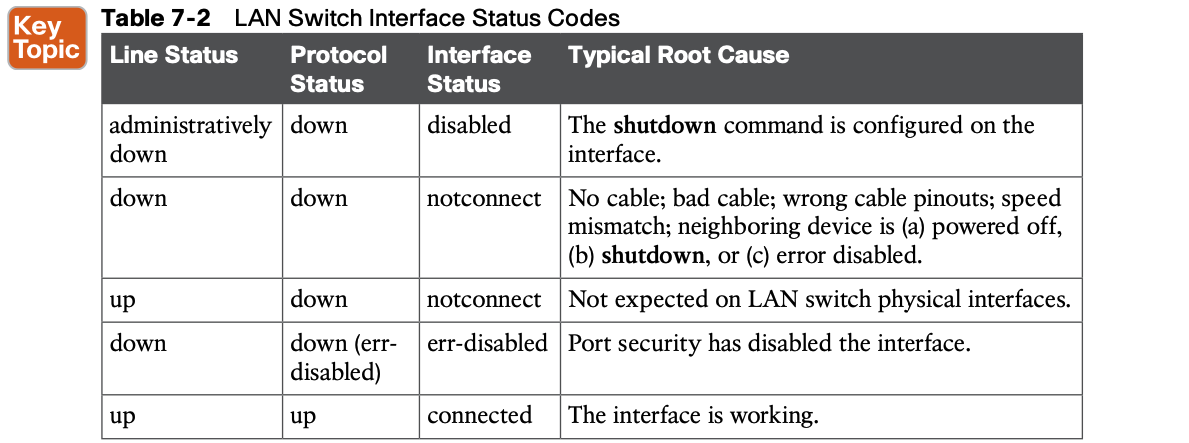 Key
Topic
Table 7-2 LAN Switch Interface Status Codes
Line Status
Protocol
Status
Interface
Status
Typical Root Cause
administratively
down
down
disabled
The shutdown command is configured on the
interface.
down
down
notconnect
No cable; bad cable; wrong cable pinouts; speed
mismatch; neighboring device is (a) powered off,
(b) shutdown, or (c) error disabled.
up
down
notconnect
Not expected on LAN switch physical interfaces.
down
down (err-
disabled)
err-disabled
Port security has disabled the interface.
up
up
connected
The interface is working.